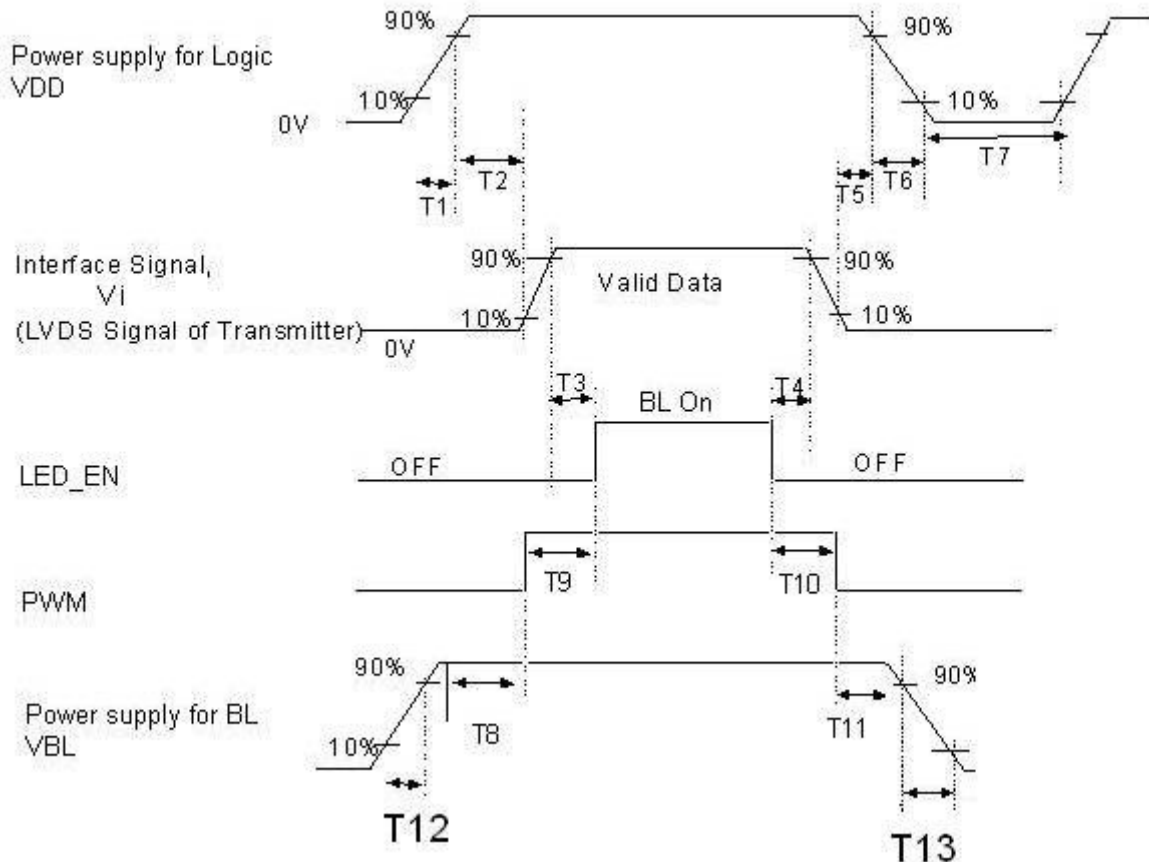 90%
90%
Power supply for Logic
VDD
10%
10%
0V
T1
T2
T5
T6
T7
Interface Signal,
Vi
(LVDS Signal of Transmitter)
90%
Valid Data
90%
10%
10%
0V
T3
T4
BL On
LED_EN
OFF
OFF
T9
T10
PWM
90%
90%
Power supply for BL
VBL
T8
T11
10%
T12
T13